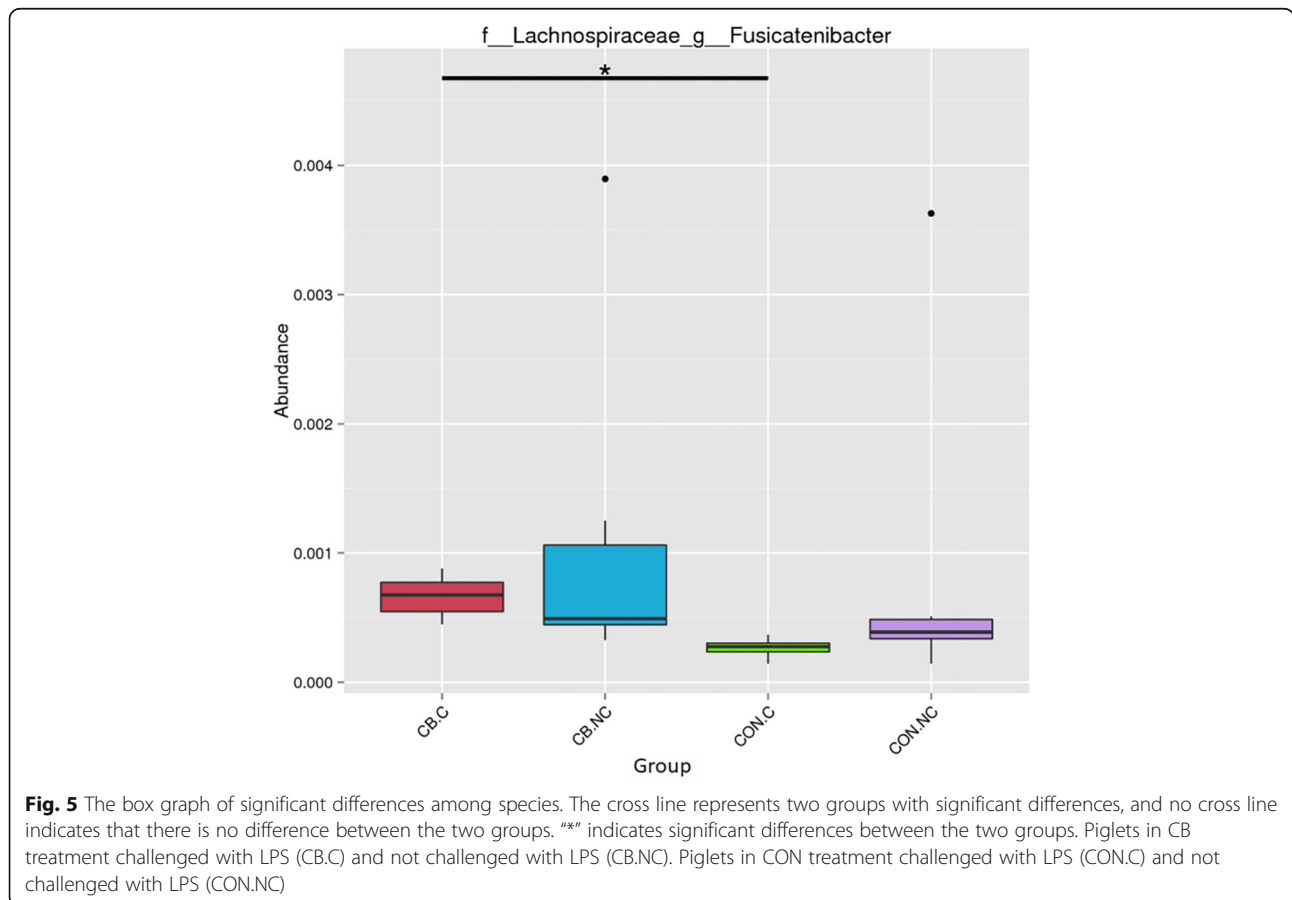 f__Lachnospiraceae_g__Fusicatenibacter
*
0.004
0.003
Abundance
0.002
0.001
0.000
CB.C
CB.NC
CON.C
CON.NC
Group
Fig. 5 The box graph of significant differences among species. The cross line represents two groups with significant differences, and no cross line
indicates that there is no difference between the two groups. “*” indicates significant differences between the two groups. Piglets in CB
treatment challenged with LPS (CB.C) and not challenged with LPS (CB.NC). Piglets in CON treatment challenged with LPS (CON.C) and not
challenged with LPS (CON.NC)